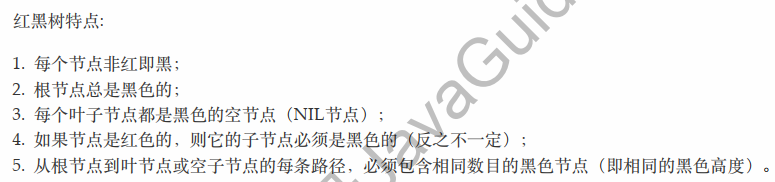 红黑树特点:
1. 每个节点非红即黑；
2. 根节点总是黑色的；
3. 每个叶子节点都是黑色的空节点（NIL节点）；
4. 如果节点是红色的，则它的子节点必须是黑色的（反之不一定）；
5. 从根节点到叶节点或空子节点的每条路径，必须包含相同数目的黑色节点（即相同的黑色高度）。
JavaGuid